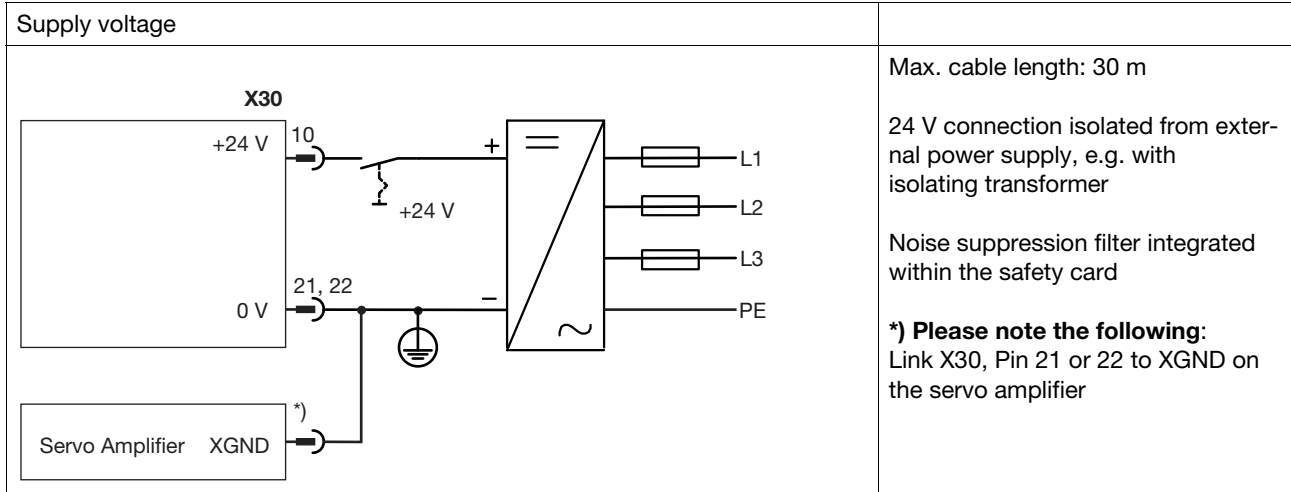 Supply voltage
X30
+24 V
10
+
L1
+24 V
L2
L3
21, 22
0 V
–
PE
*)
Servo Amplifier XGND
Max. cable length: 30 m
24 V connection isolated from exter-
nal power supply, e.g. with
isolating transformer
Noise suppression filter integrated
within the safety card
*) Please note the following:
Link X30, Pin 21 or 22 to XGND on
the servo amplifier